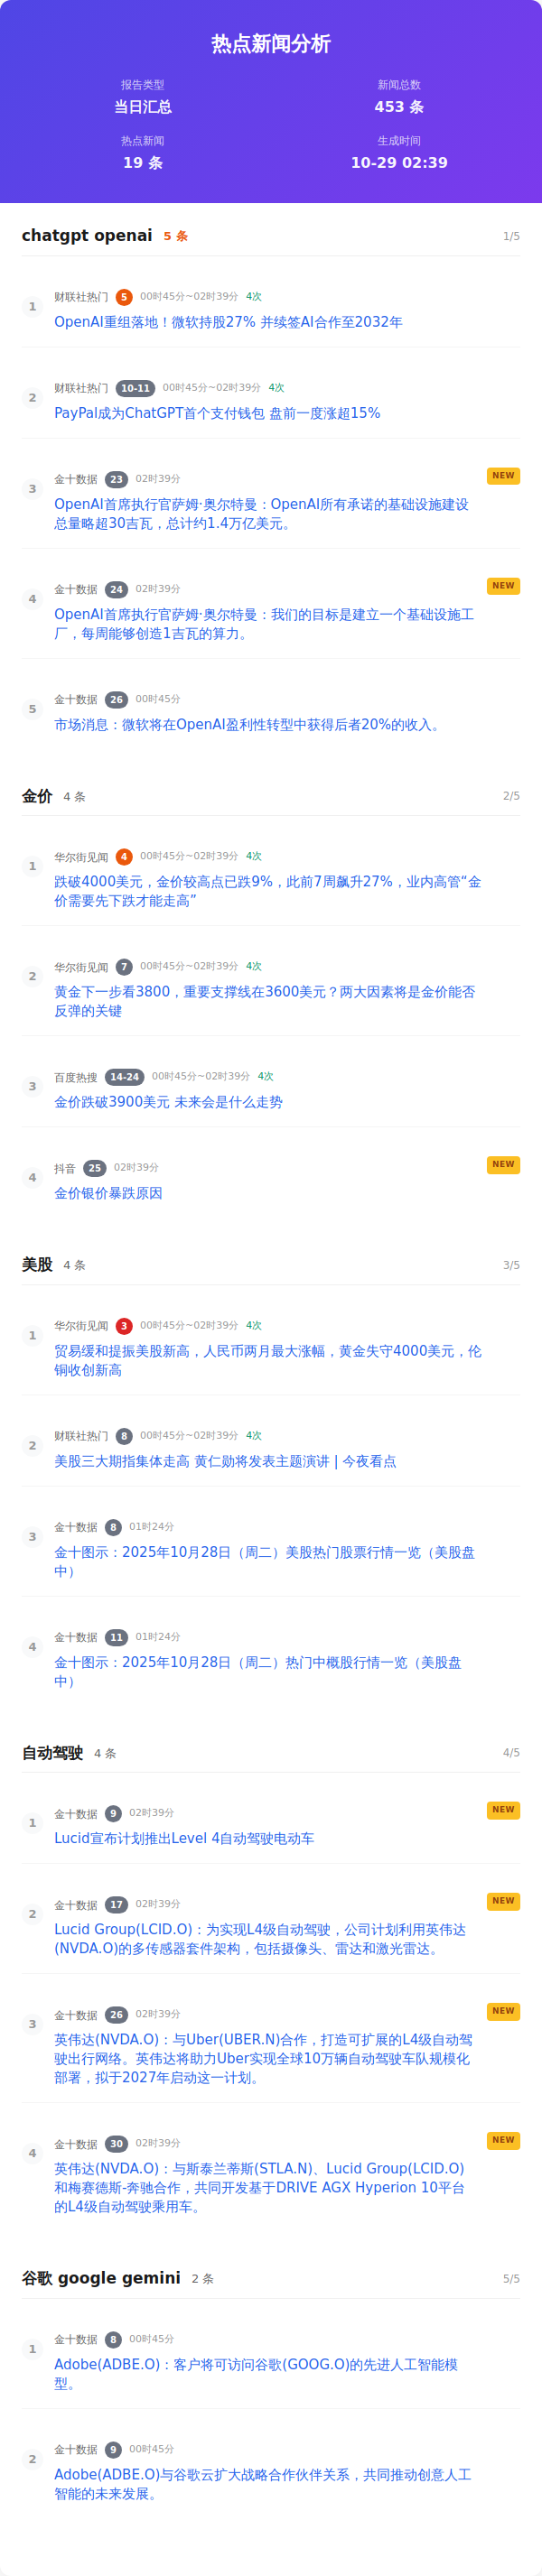 热点新闻分析
报告类型
当日汇总
新闻总数
453 条
热点新闻
19 条
生成时间
10-29 02:39
chatgpt openai 5 条 1/5
1
财联社热门 5 00时45分~02时39分 4次
OpenAI重组落地！微软持股27% 并续签AI合作至2032年
2
财联社热门 10-11 00时45分~02时39分 4次
PayPal成为ChatGPT首个支付钱包 盘前一度涨超15%
3
金十数据 23 02时39分 NEW
OpenAI首席执行官萨姆·奥尔特曼：OpenAI所有承诺的基础设施建设
总量略超30吉瓦，总计约1.4万亿美元。
4
金十数据 24 02时39分 NEW
OpenAI首席执行官萨姆·奥尔特曼：我们的目标是建立一个基础设施工
厂，每周能够创造1吉瓦的算力。
5
金十数据 26 00时45分
市场消息：微软将在OpenAI盈利性转型中获得后者20%的收入。
金价 4 条 2/5
1
华尔街见闻 4 00时45分~02时39分 4次
跌破4000美元，金价较高点已跌9%，此前7周飙升27%，业内高管“金
价需要先下跌才能走高”
2
华尔街见闻 7 00时45分~02时39分 4次
黄金下一步看3800，重要支撑线在3600美元？两大因素将是金价能否
反弹的关键
3
百度热搜 14-24 00时45分~02时39分 4次
金价跌破3900美元 未来会是什么走势
4
抖音 25 02时39分 NEW
金价银价暴跌原因
美股 4 条 3/5
1
华尔街见闻 3 00时45分~02时39分 4次
贸易缓和提振美股新高，人民币两月最大涨幅，黄金失守4000美元，伦
铜收创新高
2
财联社热门 8 00时45分~02时39分 4次
美股三大期指集体走高 黄仁勋将发表主题演讲 | 今夜看点
3
金十数据 8 01时24分
金十图示：2025年10月28日（周二）美股热门股票行情一览（美股盘
中）
4
金十数据 11 01时24分
金十图示：2025年10月28日（周二）热门中概股行情一览（美股盘
中）
自动驾驶 4 条 4/5
1
金十数据 9 02时39分 NEW
Lucid宣布计划推出Level 4自动驾驶电动车
2
金十数据 17 02时39分 NEW
Lucid Group(LCID.O)：为实现L4级自动驾驶，公司计划利用英伟达
(NVDA.O)的多传感器套件架构，包括摄像头、雷达和激光雷达。
3
金十数据 26 02时39分 NEW
英伟达(NVDA.O)：与Uber(UBER.N)合作，打造可扩展的L4级自动驾
驶出行网络。英伟达将助力Uber实现全球10万辆自动驾驶车队规模化
部署，拟于2027年启动这一计划。
4
金十数据 30 02时39分 NEW
英伟达(NVDA.O)：与斯泰兰蒂斯(STLA.N)、Lucid Group(LCID.O)
和梅赛德斯-奔驰合作，共同开发基于DRIVE AGX Hyperion 10平台
的L4级自动驾驶乘用车。
谷歌 google gemini 2 条 5/5
1
金十数据 8 00时45分
Adobe(ADBE.O)：客户将可访问谷歌(GOOG.O)的先进人工智能模
型。
2
金十数据 9 00时45分
Adobe(ADBE.O)与谷歌云扩大战略合作伙伴关系，共同推动创意人工
智能的未来发展。